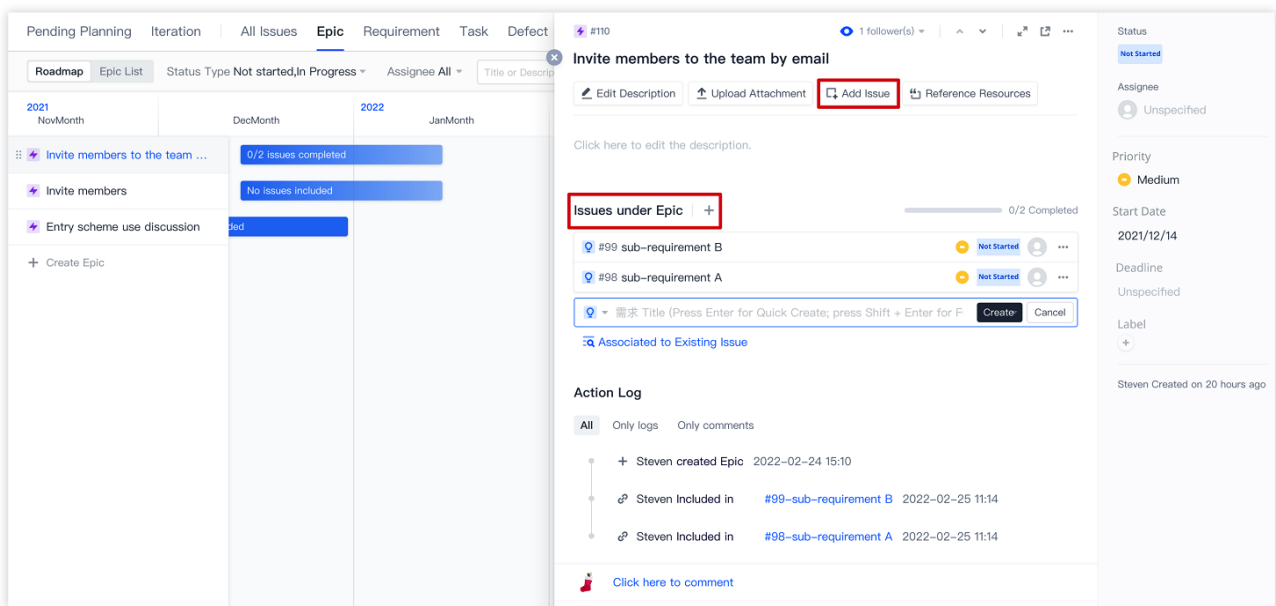 Pending Planning Iteration All Issues Epic Requirement Task Defect
Roadmap Epic List Status Type Not started,In Progress Assignee All Title or Descrip
2021
NovMonth DecMonth
2022
JanMonth
Invite members to the team ... 0/2 issues completed
Invite members No issues included
Entry scheme use discussion ded
+ Create Epic
#110 1 follower(s)
Invite members to the team by email
Edit Description Upload Attachment Add Issue Reference Resources
Click here to edit the description.
Issues under Epic + 0/2 Completed
#99 sub-requirement B Not Started
#98 sub-requirement A Not Started
需求 Title (Press Enter for Quick Create; press Shift + Enter for F Create Cancel
Associated to Existing Issue
Action Log
All Only logs Only comments
+ Steven created Epic 2022-02-24 15:10
Steven Included in #99-sub-requirement B 2022-02-25 11:14
Steven Included in #98-sub-requirement A 2022-02-25 11:14
Click here to comment
Status
Not Started
Assignee
Unspecified
Priority
Medium
Start Date
2021/12/14
Deadline
Unspecified
Label
+
Steven Created on 20 hours ago